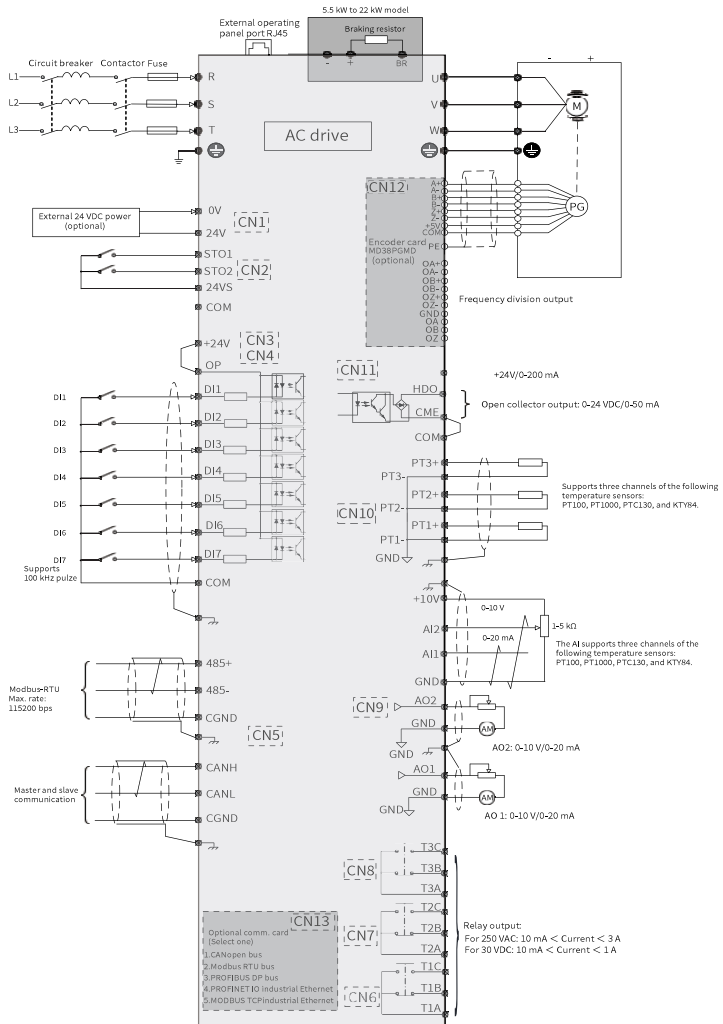 5.5 kW to 22 kW model
External operating
panel port RJ45
Braking resistor
- + BR
Circuit breaker Contactor Fuse
L1
L2
L3
R
S
T
AC drive
U
V
W
- +
M
PG
External 24 VDC power
(optional)
0V
24V
CN1
STO1
STO2
24VS
CN2
COM
+24V
OP
CN3
CN4
CN12
Encoder card
MD38PGMD
(optional)
A+
A-
B+
B-
Z+
Z-
+5V
COM
PE
OA+
OA-
OB+
OB-
OZ+
OZ-
GND
OA
OB
OZ
Frequency division output
DI1
DI2
DI3
DI4
DI5
DI6
DI7
Supports
100 kHz pulze
DI1
DI2
DI3
DI4
DI5
DI6
DI7
COM
CN11
+24V/0-200 mA
HDO
CME
COM
Open collector output: 0-24 VDC/0-50 mA
CN10
PT3+
PT3-
PT2+
PT2-
PT1+
PT1-
GND
Supports three channels of the following
temperature sensors:
PT100, PT1000, PTC130, and KTY84.
+10V
AI2
AI1
GND
0-10 V
0-20 mA
1-5 kΩ
The AI supports three channels of the
following temperature sensors:
PT100, PT1000, PTC130, and KTY84.
CN9
AO2
GND
GND
AM
AO2: 0-10 V/0-20 mA
AO1
GND
GND
AM
AO 1: 0-10 V/0-20 mA
Modbus-RTU
Max. rate:
115200 bps
485+
485-
CGND
CN5
Master and slave
communication
CANH
CANL
CGND
CN8
T3C
T3B
T3A
CN7
T2C
T2B
T2A
CN6
T1C
T1B
T1A
Relay output:
For 250 VAC: 10 mA < Current < 3 A
For 30 VDC: 10 mA < Current < 1 A
CN13
Optional comm. card
(Select one)
1.CANopen bus
2.Modbus RTU bus
3.PROFIBUS DP bus
4.PROFINET IO industrial Ethernet
5.MODBUS TCPindustrial Ethernet